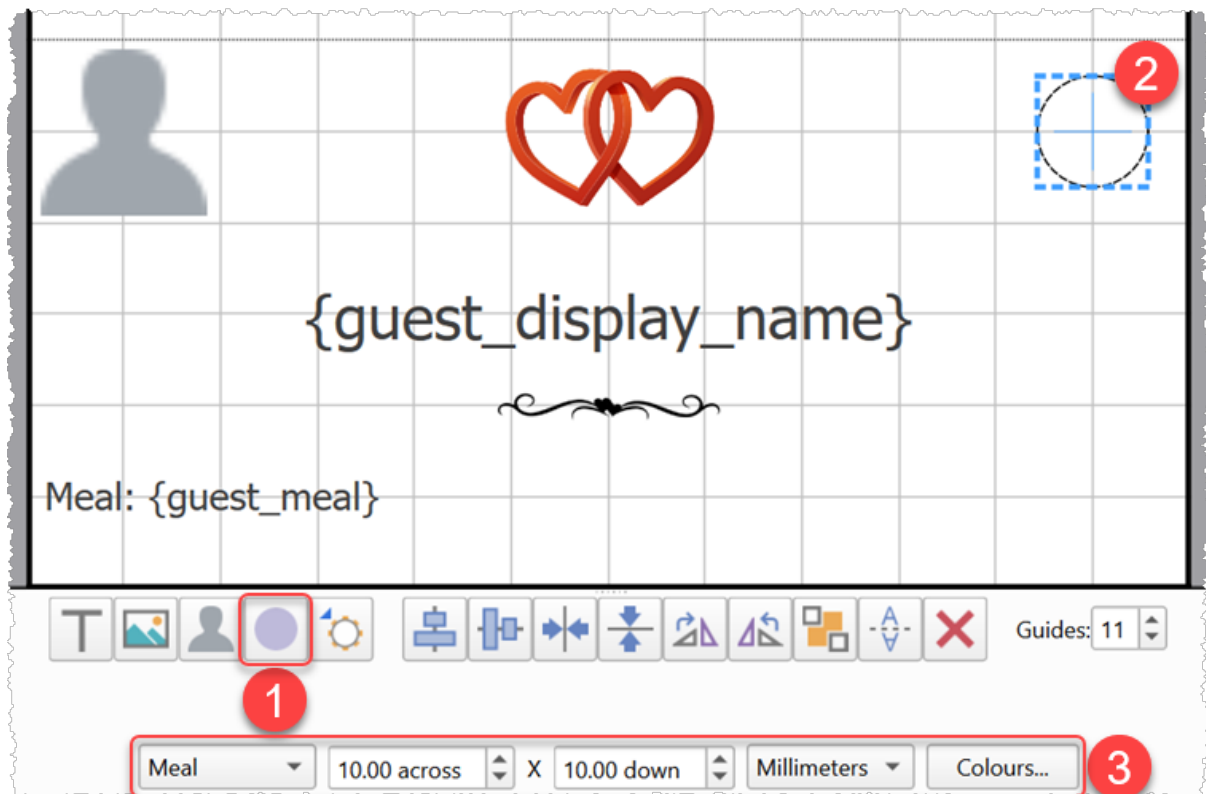 2
{guest_display_name}
Meal: {guest_meal}
T
Guides: 11
1
Meal 10.00 across X 10.00 down Millimeters Colours... 3